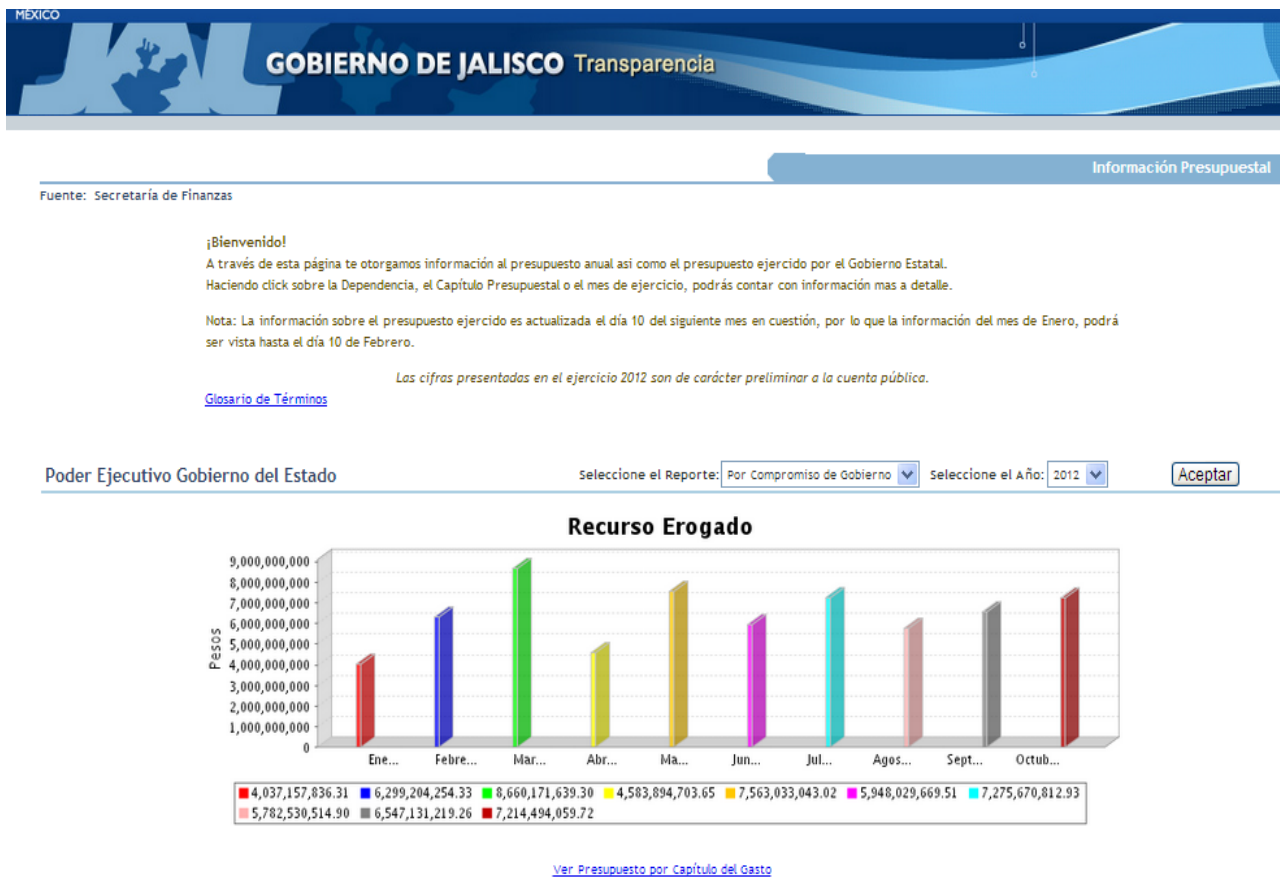 MÉXICO
JAL
GOBIERNO DE JALISCO Transparencia
Información Presupuestal
Fuente: Secretaría de Finanzas
¡Bienvenido!
A través de esta página te otorgamos información al presupuesto anual asi como el presupuesto ejercido por el Gobierno Estatal.
Haciendo click sobre la Dependencia, el Capítulo Presupuestal o el mes de ejercicio, podrás contar con información mas a detalle.
Nota: La información sobre el presupuesto ejercido es actualizada el día 10 del siguiente mes en cuestión, por lo que la información del mes de Enero, podrá
ser vista hasta el día 10 de Febrero.
Las cifras presentadas en el ejercicio 2012 son de carácter preliminar a la cuenta pública.
Glosario de Términos
Poder Ejecutivo Gobierno del Estado Seleccione el Reporte: Por Compromiso de Gobierno Seleccione el Año: 2012 Aceptar
Recurso Erogado
Pesos
9,000,000,000
8,000,000,000
7,000,000,000
6,000,000,000
5,000,000,000
4,000,000,000
3,000,000,000
2,000,000,000
1,000,000,000
0
Ene... Febre... Mar... Abr... Ma... Jun... Jul... Agos... Sept... Octub...
4,037,157,836.31 6,299,204,254.33 8,660,171,639.30 4,583,894,703.65 7,563,033,043.02 5,948,029,669.51 7,275,670,812.93
5,782,530,514.90 6,547,131,219.26 7,214,494,059.72
Ver Presupuesto por Capítulo del Gasto